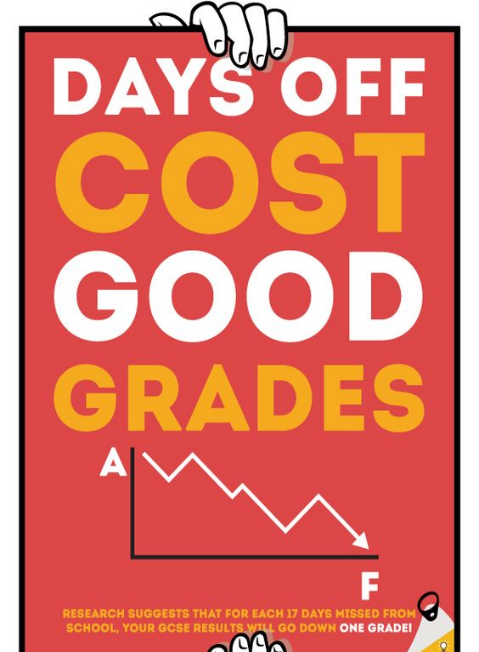 DAYS OFF
COST
GOOD
GRADES
A
F
RESEARCH SUGGESTS THAT FOR EACH 17 DAYS MISSED FROM
SCHOOL, YOUR GCSE RESULTS WILL GO DOWN ONE GRADE!